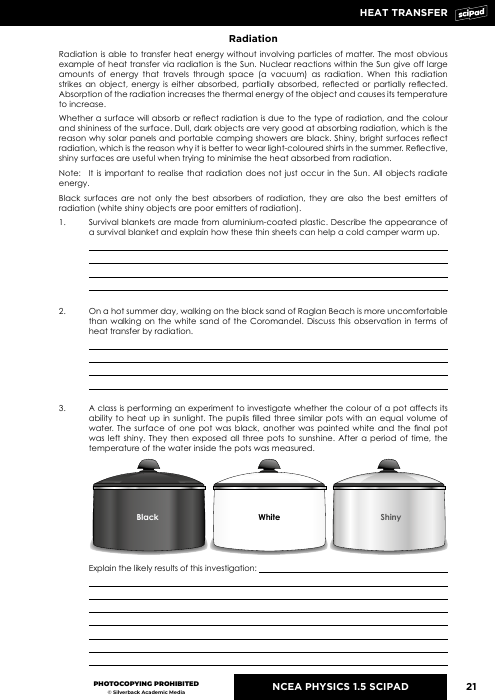 HEAT TRANSFER
scipad
Radiation
Radiation is able to transfer heat energy without involving particles of matter. The most obvious
example of heat transfer via radiation is the Sun. Nuclear reactions within the Sun give off large
amounts of energy that travels through space (a vacuum) as radiation. When this radiation
strikes an object, energy is either absorbed, partially absorbed, reflected or partially reflected.
Absorption of the radiation increases the thermal energy of the object and causes its temperature
to increase.
Whether a surface will absorb or reflect radiation is due to the type of radiation, and the colour
and shininess of the surface. Dull, dark objects are very good at absorbing radiation, which is the
reason why solar panels and portable camping showers are black. Shiny, bright surfaces reflect
radiation, which is the reason why it is better to wear light-coloured shirts in the summer. Reflective,
shiny surfaces are useful when trying to minimise the heat absorbed from radiation.
Note: It is important to realise that radiation does not just occur in the Sun. All objects radiate
energy.
Black surfaces are not only the best absorbers of radiation, they are also the best emitters of
radiation (white shiny objects are poor emitters of radiation).
1. Survival blankets are made from aluminium-coated plastic. Describe the appearance of
a survival blanket and explain how these thin sheets can help a cold camper warm up.
2. On a hot summer day, walking on the black sand of Raglan Beach is more uncomfortable
than walking on the white sand of the Coromandel. Discuss this observation in terms of
heat transfer by radiation.
3. A class is performing an experiment to investigate whether the colour of a pot affects its
ability to heat up in sunlight. The pupils filled three similar pots with an equal volume of
water. The surface of one pot was black, another was painted white and the final pot
was left shiny. They then exposed all three pots to sunshine. After a period of time, the
temperature of the water inside the pots was measured.
Black
White
Shiny
Explain the likely results of this investigation:
PHOTOCOPYING PROHIBITED
© Silverback Academic Media
NCEA PHYSICS 1.5 SCIPAD
21